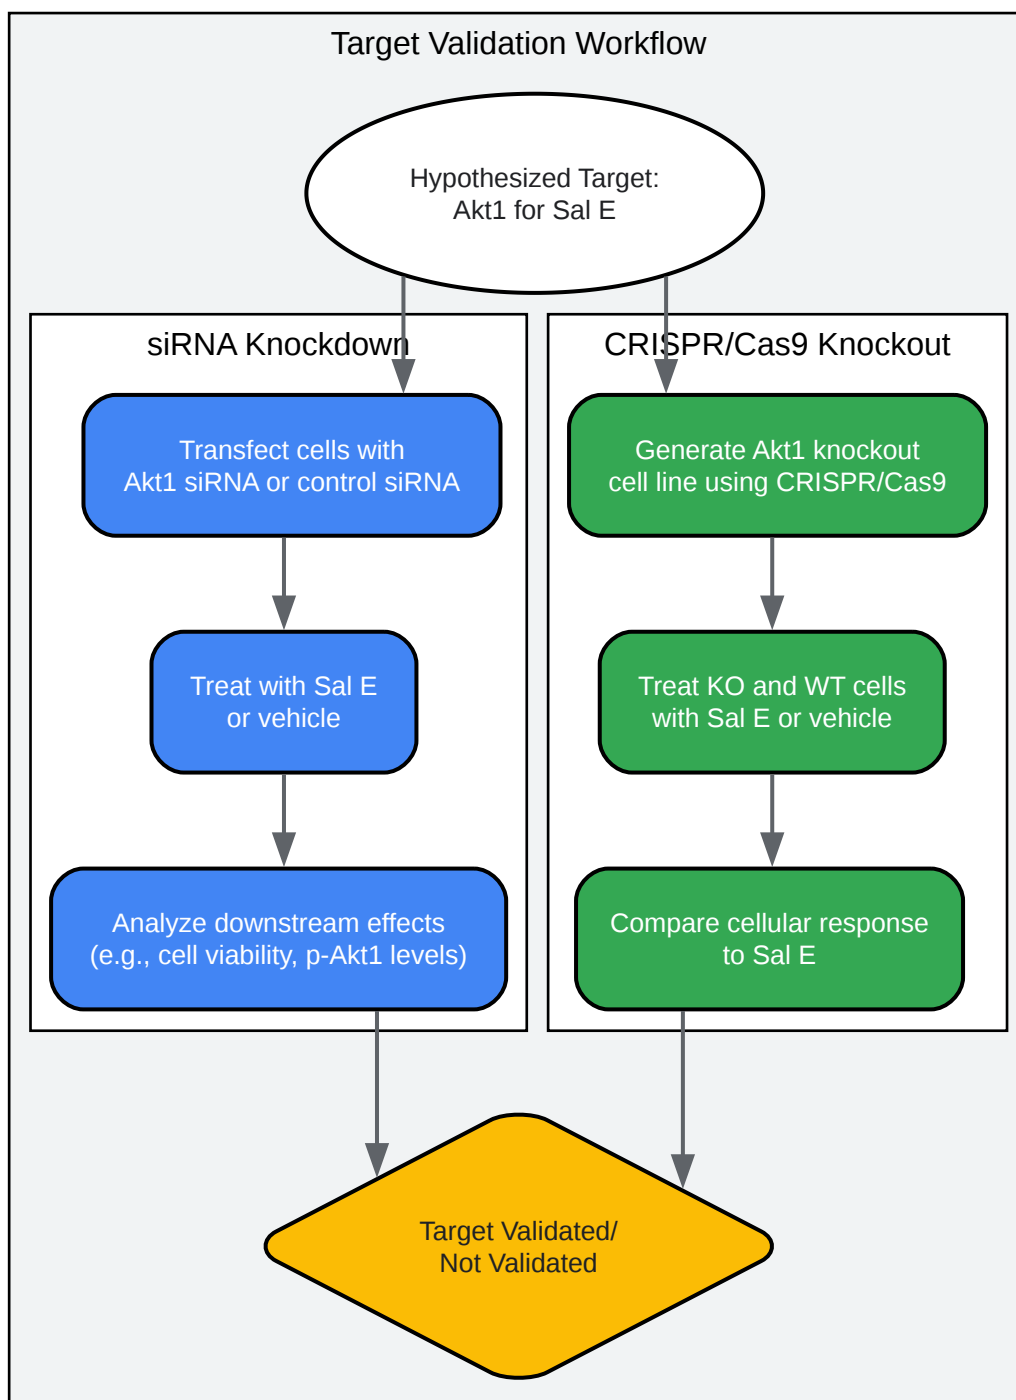 Target Validation Workflow
Hypothesized Target:
Akt1 for Sal E
siRNA Knockdown
Transfect cells with
Akt1 siRNA or control siRNA
Treat with Sal E
or vehicle
Analyze downstream effects
(e.g., cell viability, p-Akt1 levels)
CRISPR/Cas9 Knockout
Generate Akt1 knockout
cell line using CRISPR/Cas9
Treat KO and WT cells
with Sal E or vehicle
Compare cellular response
to Sal E
Target Validated/
Not Validated